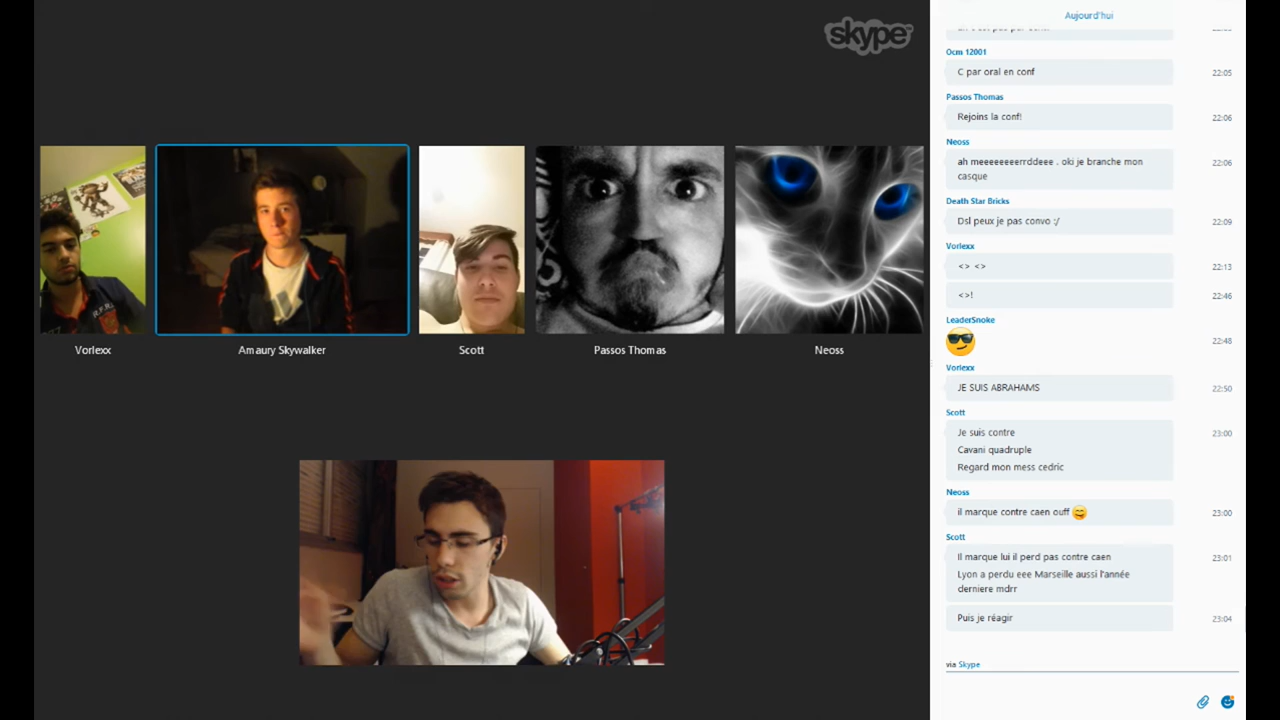 skype
Vorlexx
Amaury Skywalker
Scott
Passos Thomas
Neoss
Aujourd'hui
Ocm 12001
C par oral en conf
22:05
Passos Thomas
Rejoins la conf!
22:06
Neoss
ah meeeeeeerrddeee . oki je branche mon
22:06
casque
Death Star Bricks
Dsl peux je pas convo :/
22:09
Vorlexx
<> <>
22:13
<>!
22:46
LeaderSnoke
22:48
Vorlexx
JE SUIS ABRAHAMS
22:50
Scott
Je suis contre
23:00
Cavani quadruple
Regard mon mess cedric
Neoss
il marque contre caen ouff
23:00
Scott
Il marque lui il perd pas contre caen
23:01
Lyon a perdu eee Marseille aussi l'année
derniere mdrr
Puis je réagir
23:04
via Skype